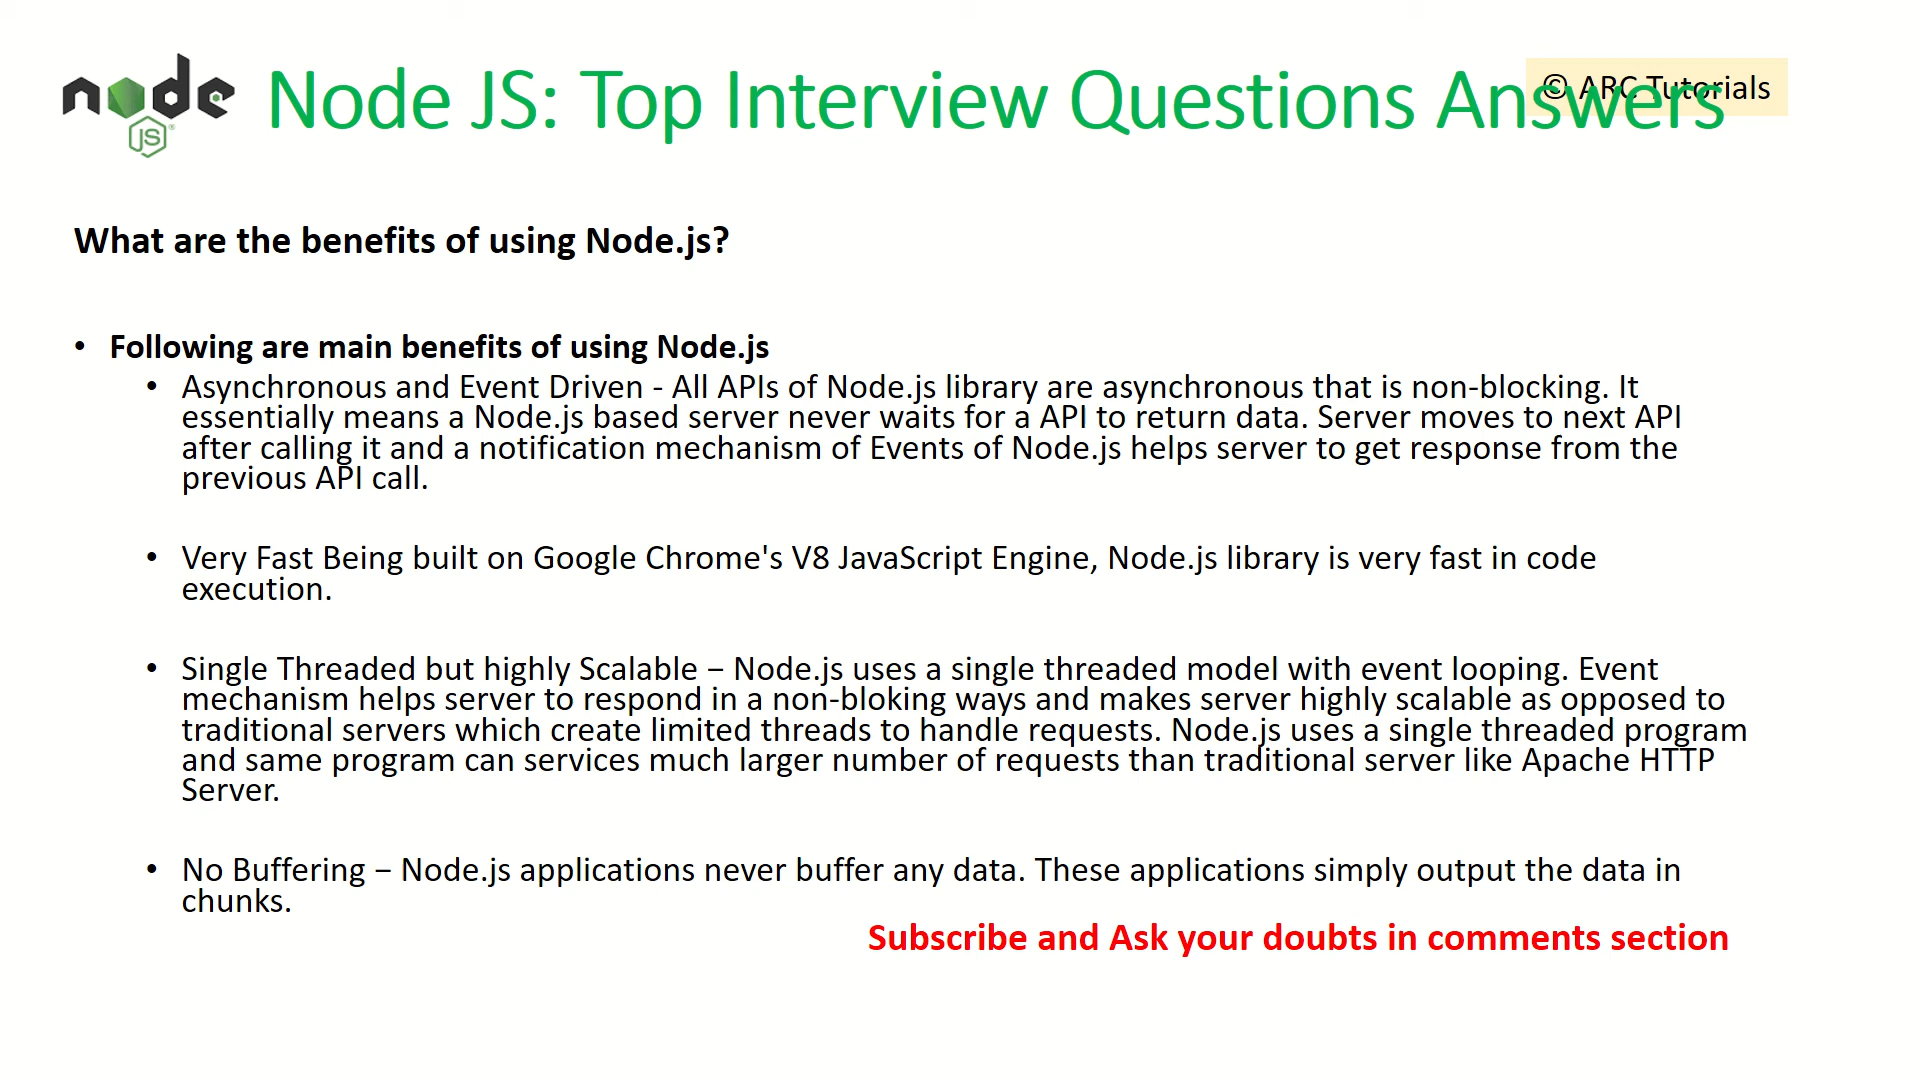 node
JS
Node JS: Top Interview Questions Answers
© ARC Tutorials
What are the benefits of using Node.js?
• Following are main benefits of using Node.js
• Asynchronous and Event Driven - All APIs of Node.js library are asynchronous that is non-blocking. It
essentially means a Node.js based server never waits for a API to return data. Server moves to next API
after calling it and a notification mechanism of Events of Node.js helps server to get response from the
previous API call.
• Very Fast Being built on Google Chrome's V8 JavaScript Engine, Node.js library is very fast in code
execution.
• Single Threaded but highly Scalable – Node.js uses a single threaded model with event looping. Event
mechanism helps server to respond in a non-bloking ways and makes server highly scalable as opposed to
traditional servers which create limited threads to handle requests. Node.js uses a single threaded program
and same program can services much larger number of requests than traditional server like Apache HTTP
Server.
• No Buffering – Node.js applications never buffer any data. These applications simply output the data in
chunks.
Subscribe and Ask your doubts in comments section